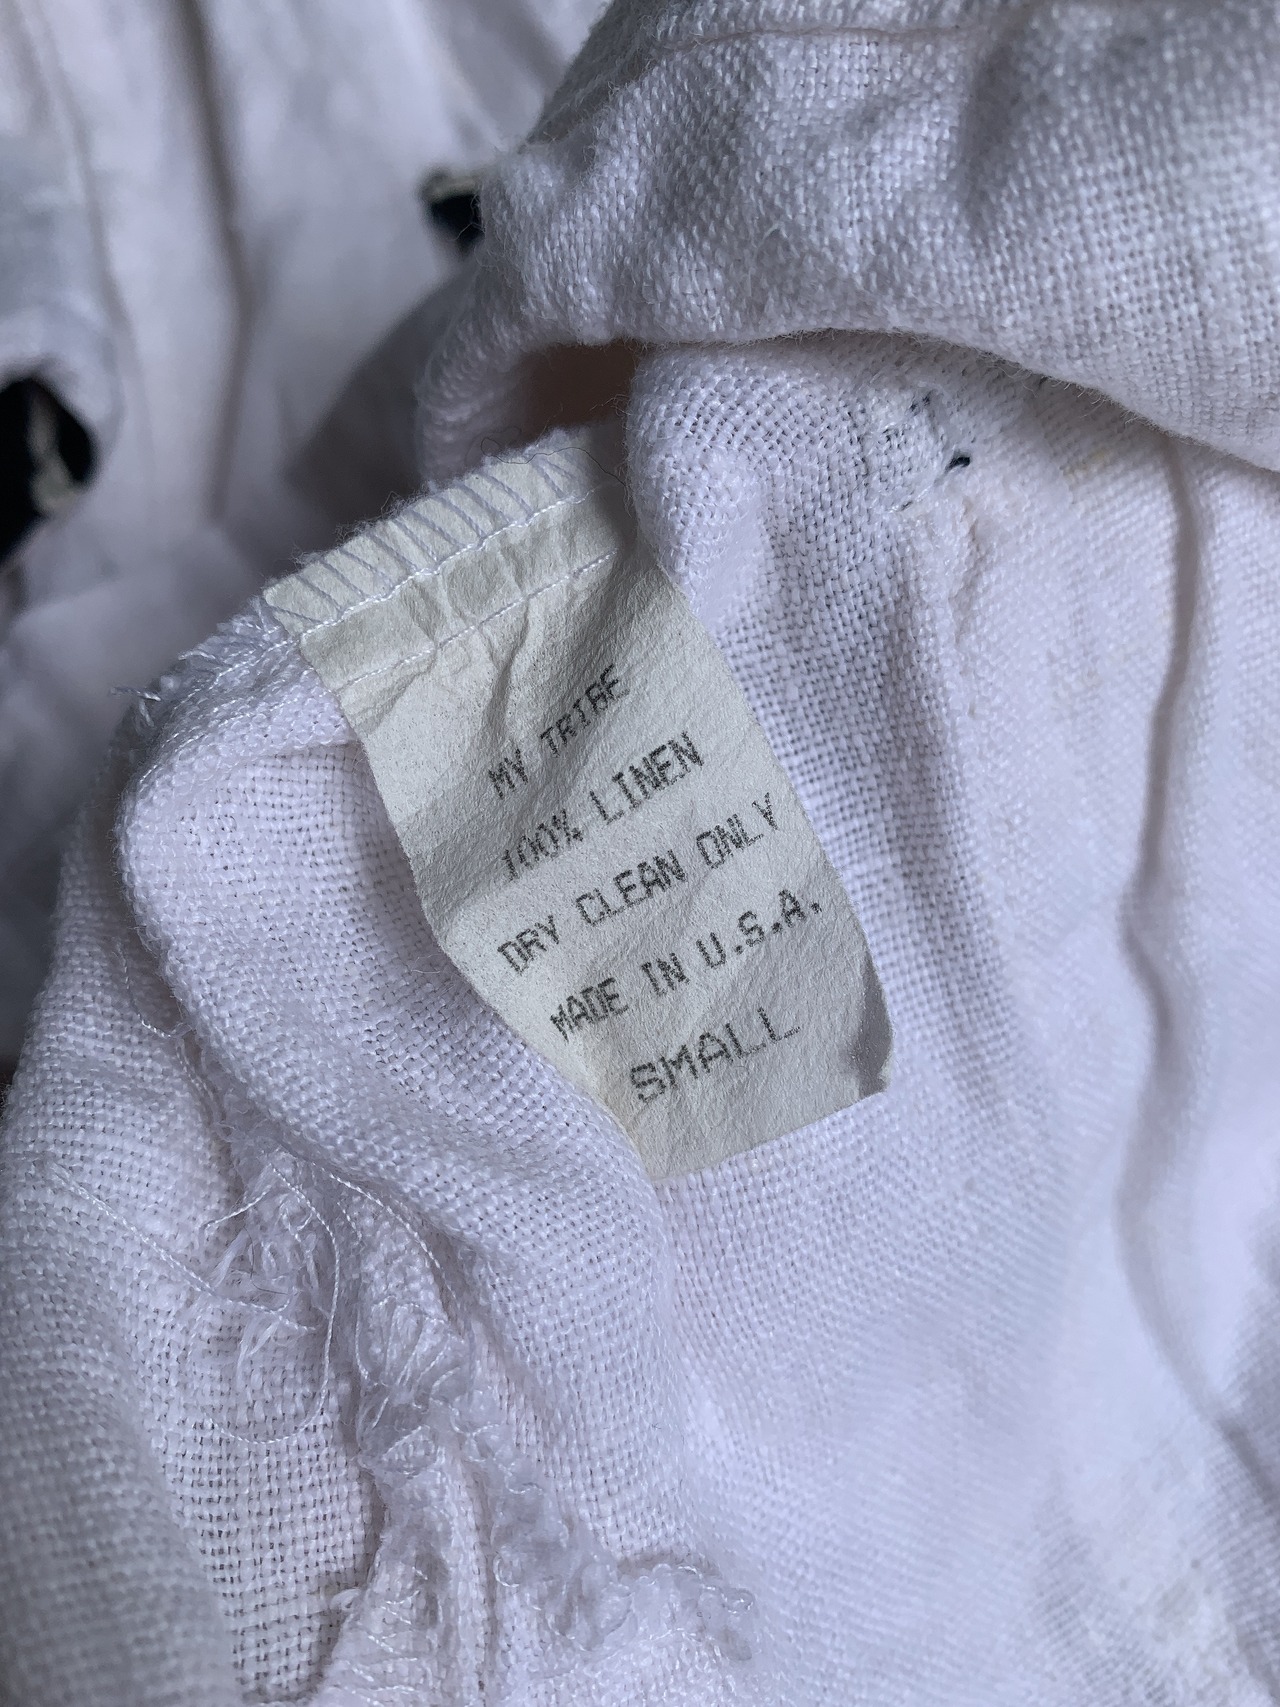 MY TRIBE
100% LINEN
DRY CLEAN ONLY
MADE IN U.S.A.
SMALL